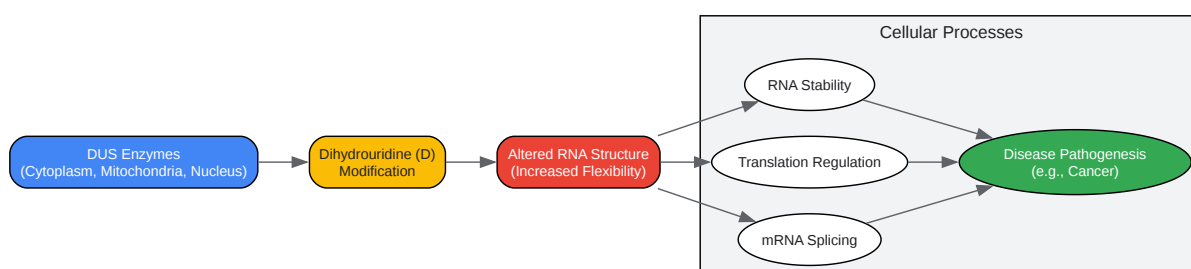 Cellular Processes
DUS Enzymes
(Cytoplasm, Mitochondria, Nucleus)
Dihydrouridine (D)
Modification
Altered RNA Structure
(Increased Flexibility)
RNA Stability
Translation Regulation
mRNA Splicing
Disease Pathogenesis
(e.g., Cancer)